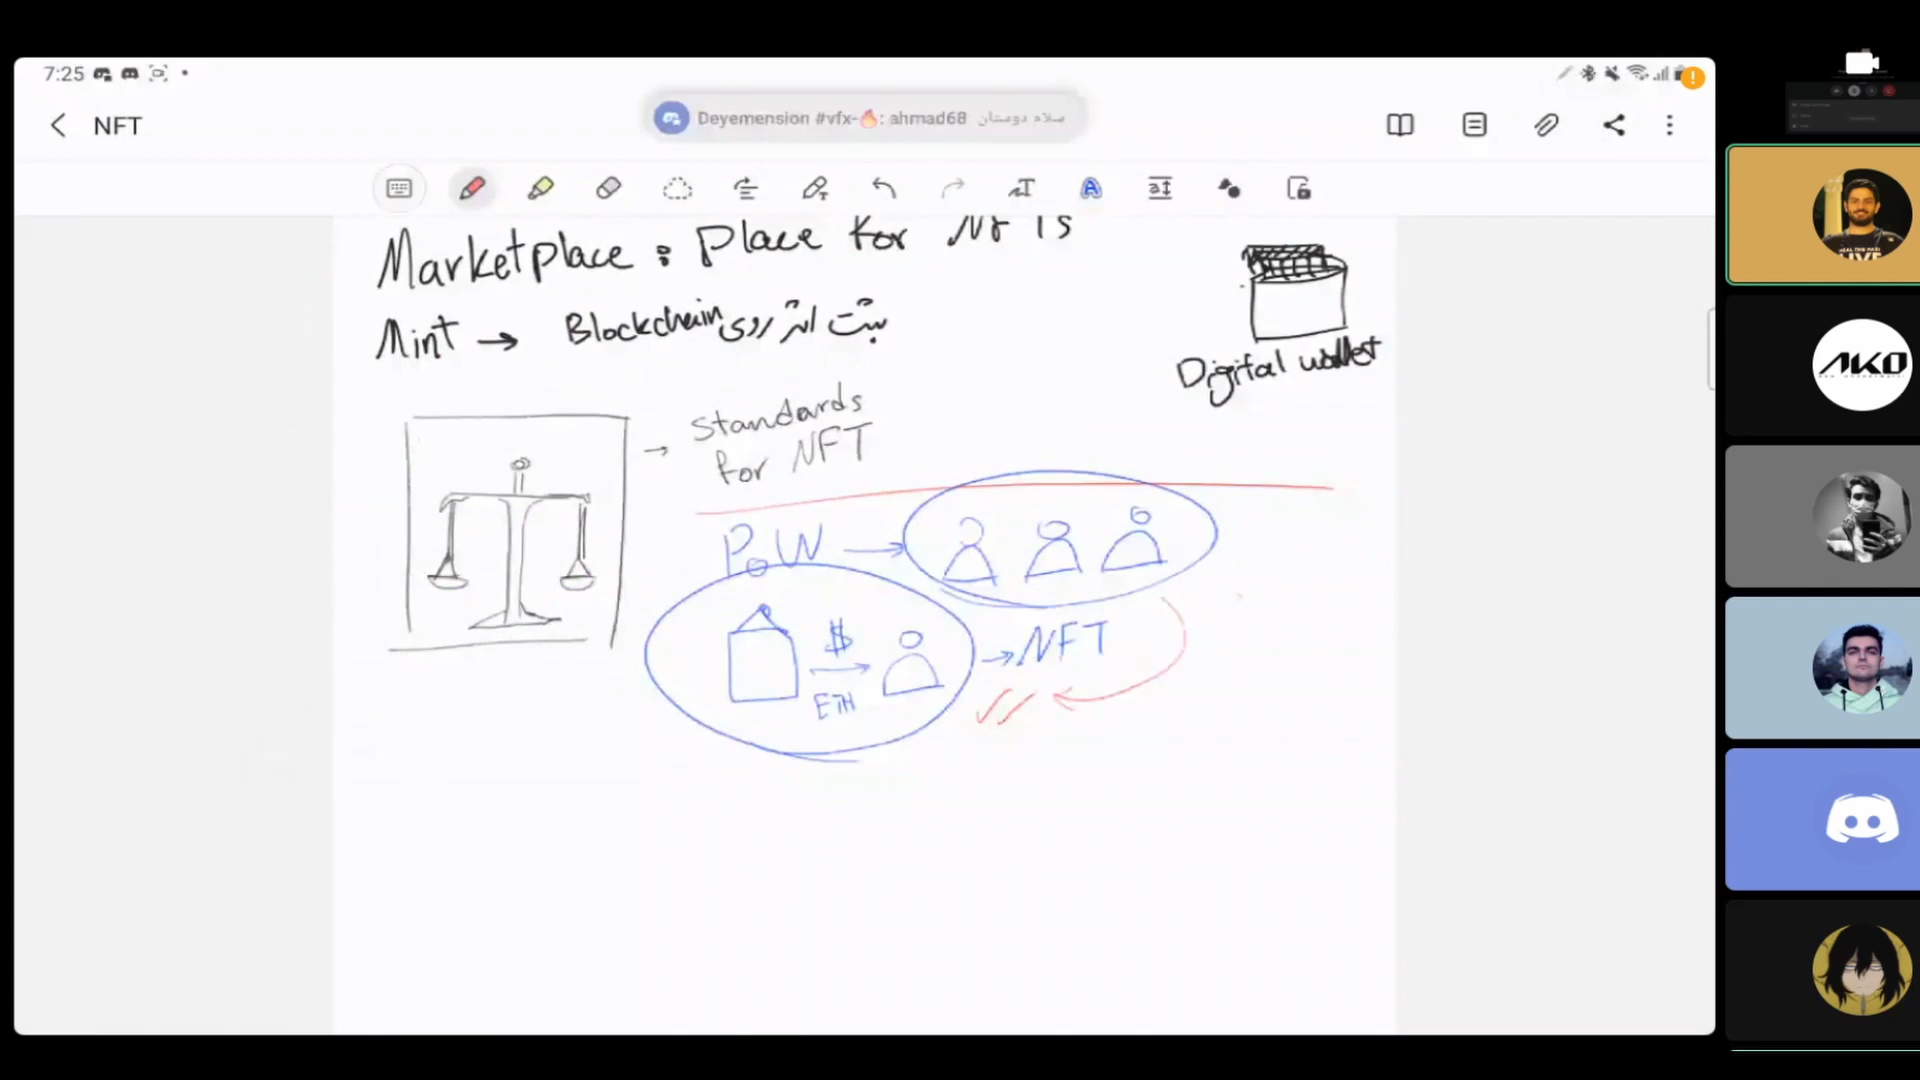 7:25
NFT
Deyemension #vfx-🔥: ahmad68 سلام دوستان
Marketplace : Place for NFTs
Mint → Blockchain ثبت اثر روی
Digital wallet
→ Standards
for NFT
PoW →
$
ETH
→ NFT
AKO